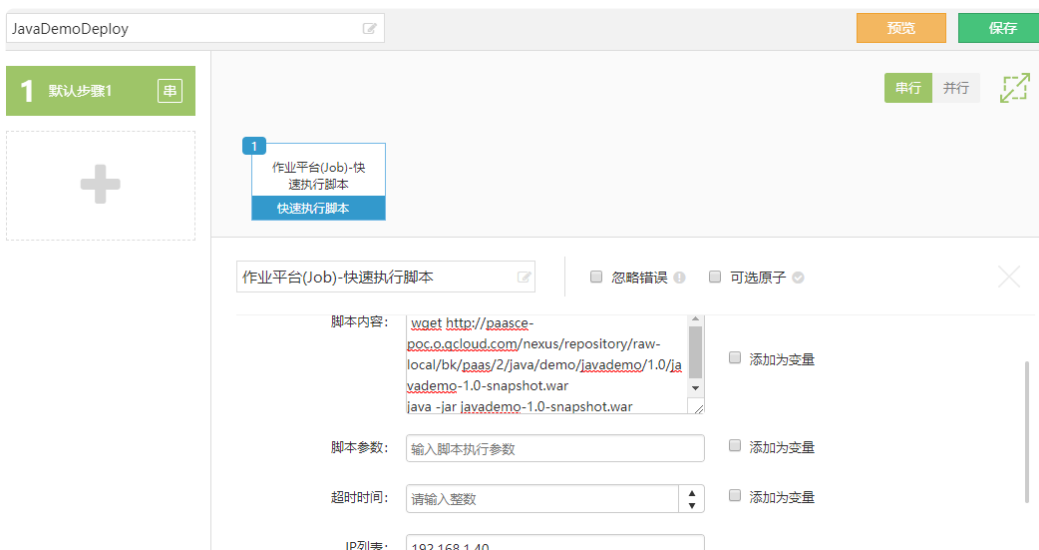 JavaDemoDeploy
预览
保存
1 默认步骤1 串
串行
并行
1
作业平台(Job)-快
速执行脚本
快速执行脚本
作业平台(Job)-快速执行脚本
忽略错误
可选原子
脚本内容:
wget http://paasce-
poc.o.qcloud.com/nexus/repository/raw-
local/bk/paas/2/java/demo/javademo/1.0/ja
vademo-1.0-snapshot.war
java -jar javademo-1.0-snapshot.war
添加为变量
脚本参数:
输入脚本执行参数
添加为变量
超时时间:
请输入整数
添加为变量
IP列表:
192.168.1.40